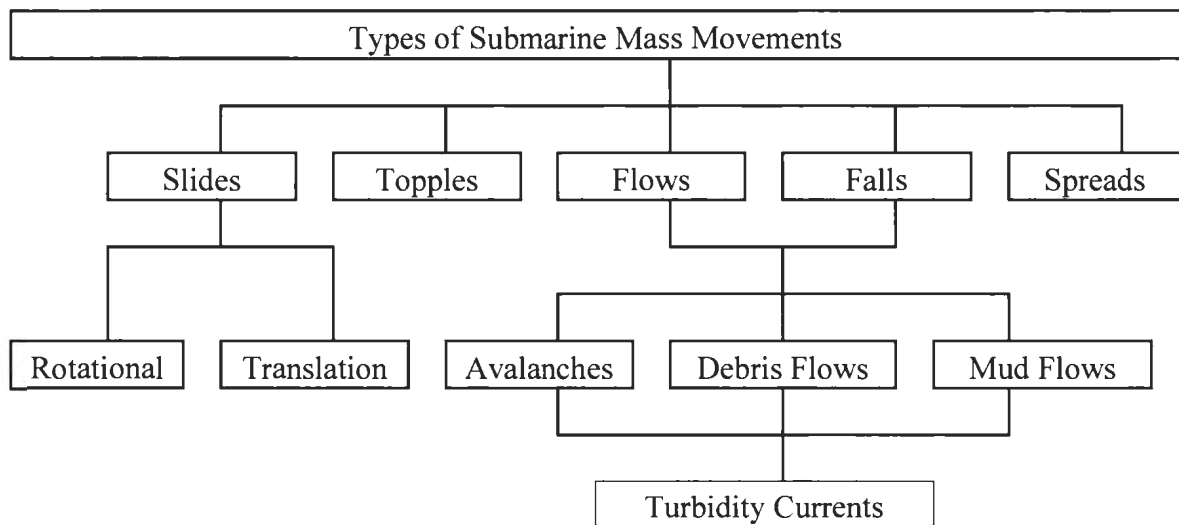 Types of Submarine Mass Movements
Slides
Topples
Flows
Falls
Spreads
Rotational
Translation
Avalanches
Debris Flows
Mud Flows
Turbidity Currents